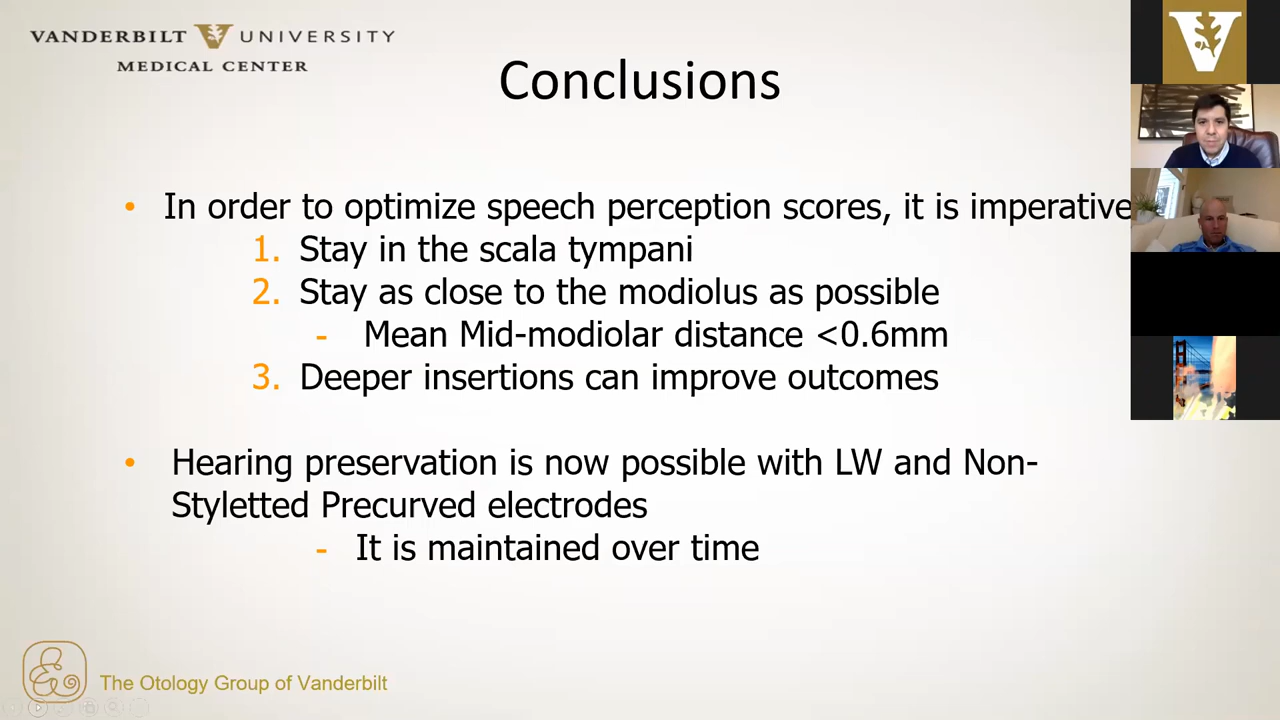 VANDERBILT V UNIVERSITY
MEDICAL CENTER
V
Conclusions
• In order to optimize speech perception scores, it is imperative
1. Stay in the scala tympani
2. Stay as close to the modiolus as possible
- Mean Mid-modiolar distance <0.6mm
3. Deeper insertions can improve outcomes
• Hearing preservation is now possible with LW and Non-
Styletted Precurved electrodes
- It is maintained over time
The Otology Group of Vanderbilt